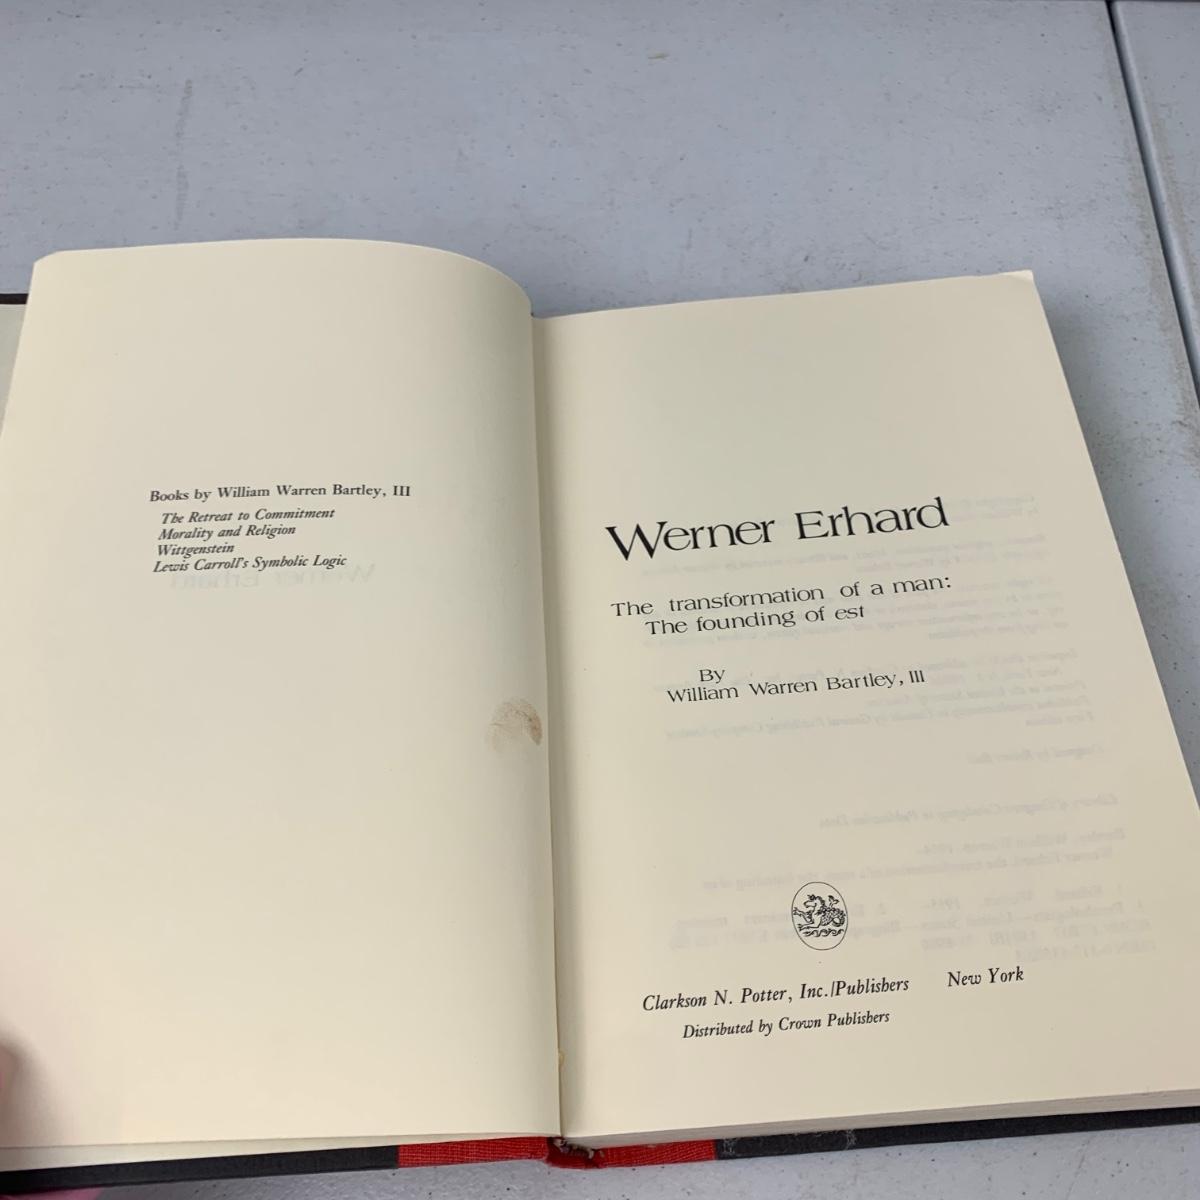 Books by William Warren Bartley, III
The Retreat to Commitment
Morality and Religion
Wittgenstein
Lewis Carroll's Symbolic Logic
Werner Erhard
The transformation of a man:
The founding of est
By
William Warren Bartley, III
Clarkson N. Potter, Inc./Publishers New York
Distributed by Crown Publishers